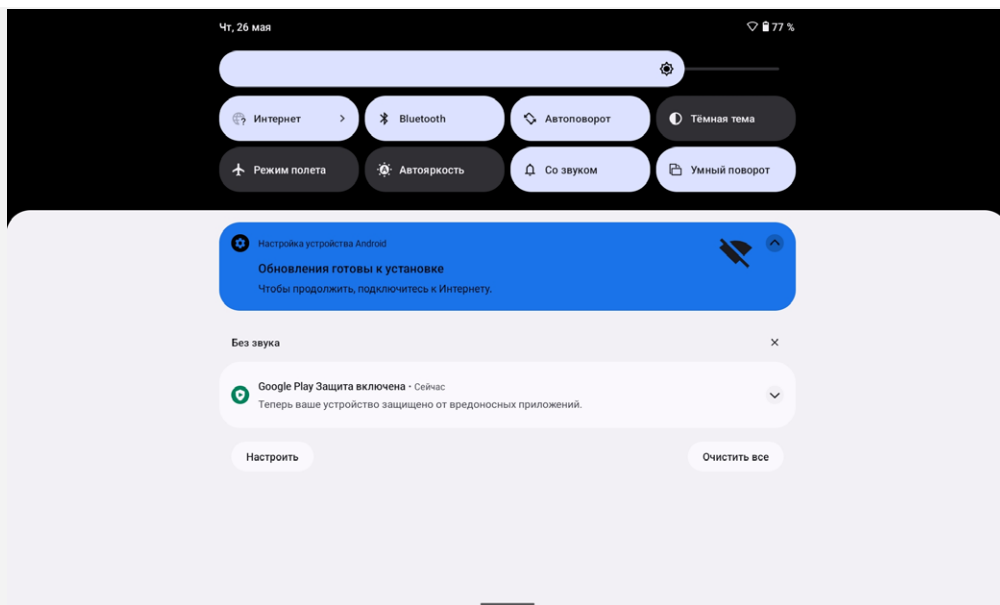 Чт, 26 мая
77 %
Интернет
Bluetooth
Автоповорот
Тёмная тема
Режим полета
Автояркость
Со звуком
Умный поворот
Настройка устройства Android
Обновления готовы к установке
Чтобы продолжить, подключитесь к Интернету.
Без звука
Google Play Защита включена • Сейчас
Теперь ваше устройство защищено от вредоносных приложений.
Настроить
Очистить все